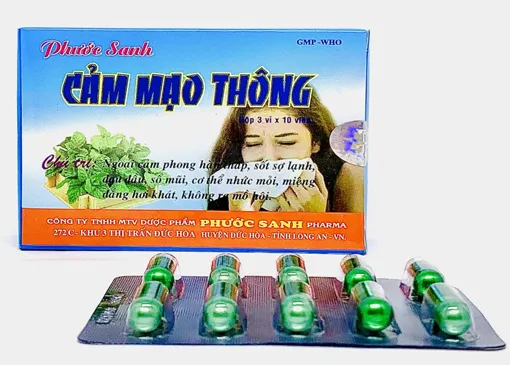 Phước Sanh
GMP -WHO
CẢM MẠO THÔNG
Hộp 3 vỉ x 10 viên
Chủ trị: Ngoại cảm phong hàn thấp, sốt sợ lạnh,
đau đầu, sổ mũi, cơ thể nhức mỏi, miệng
đắng hơi khát, không ra mồ hôi.
CÔNG TY TNHH MTV DƯỢC PHẨM PHƯỚC SANH PHARMA
272 C - KHU 3 THỊ TRẤN ĐỨC HÒA - HUYỆN ĐỨC HÒA - TỈNH LONG AN - VN.